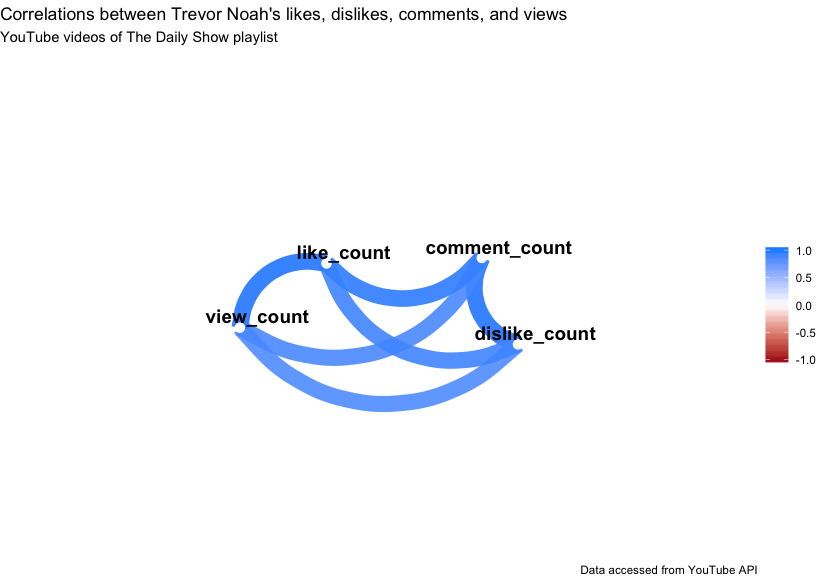 Correlations between Trevor Noah's likes, dislikes, comments, and views
YouTube videos of The Daily Show playlist
like_count
comment_count
view_count
dislike_count
1.0
0.5
0.0
-0.5
-1.0
Data accessed from YouTube API